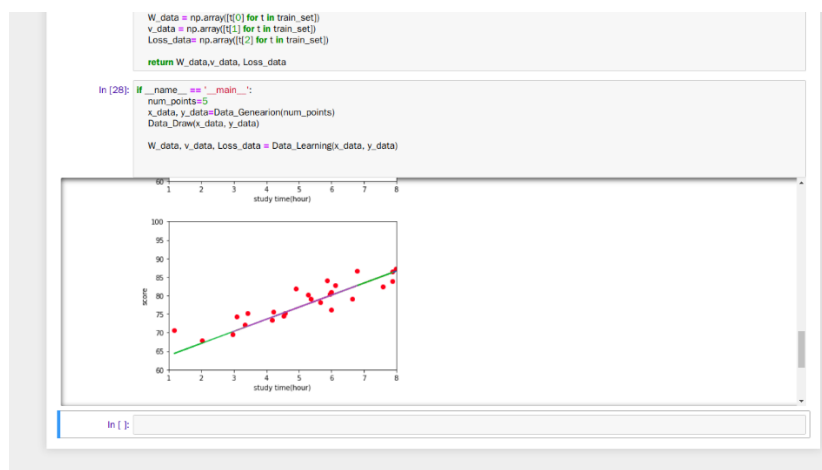 W_data = np.array([t[0] for t in train_set])
v_data = np.array([t[1] for t in train_set])
Loss_data= np.array([t[2] for t in train_set])
return W_data,v_data, Loss_data
In [28]: if __name__ == '__main__':
num_points=5
x_data, y_data=Data_Genearion(num_points)
Data_Draw(x_data, y_data)
W_data, v_data, Loss_data = Data_Learning(x_data, y_data)
60
1 2 3 4 5 6 7 8
study time(hour)
100
95
90
85
80
75
70
65
60
score
1 2 3 4 5 6 7 8
study time(hour)
In [ ]: